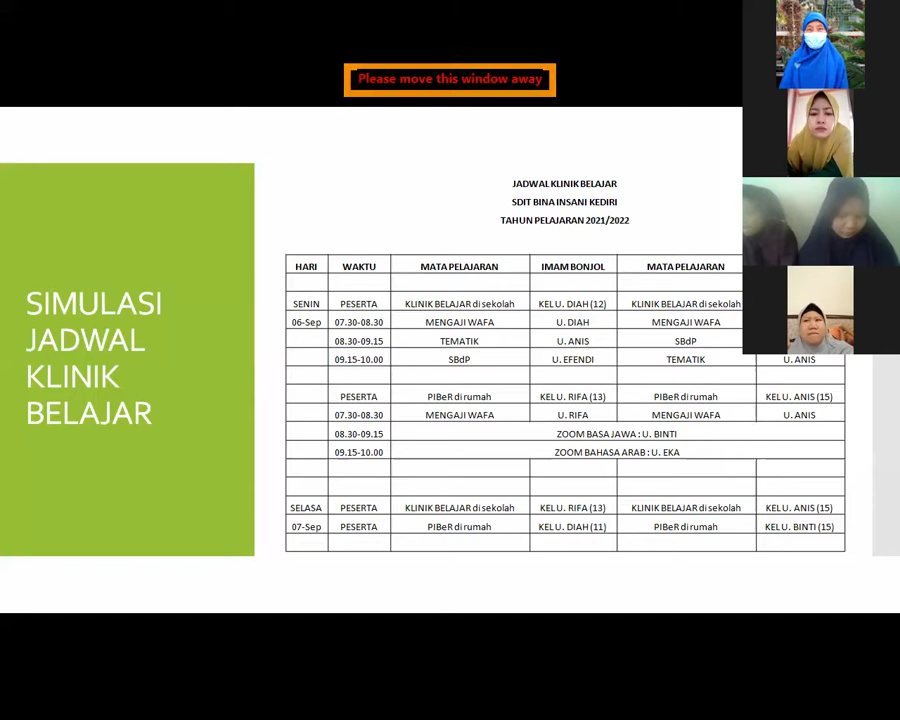 Please move this window away
SIMULASI
JADWAL
KLINIK
BELAJAR
JADWAL KLINIK BELAJAR
SDIT BINA INSANI KEDIRI
TAHUN PELAJARAN 2021/2022
HARI WAKTU MATA PELAJARAN IMAM BONJOL MATA PELAJARAN
SENIN PESERTA KLINIK BELAJAR di sekolah KEL U. DIAH (12) KLINIK BELAJAR di sekolah
06-Sep 07.30-08.30 MENGAJI WAFA U. DIAH MENGAJI WAFA
08.30-09.15 TEMATIK U. ANIS SBdP
09.15-10.00 SBdP U. EFENDI TEMATIK U. ANIS
PESERTA PIBeR di rumah KEL U. RIFA (13) PIBeR di rumah KEL U. ANIS (15)
07.30-08.30 MENGAJI WAFA U. RIFA MENGAJI WAFA U. ANIS
08.30-09.15 ZOOM BASA JAWA : U. BINTI
09.15-10.00 ZOOM BAHASA ARAB : U. EKA
SELASA PESERTA KLINIK BELAJAR di sekolah KEL U. RIFA (13) KLINIK BELAJAR di sekolah KEL U. ANIS (15)
07-Sep PESERTA PIBeR di rumah KEL U. DIAH (11) PIBeR di rumah KEL U. BINTI (15)